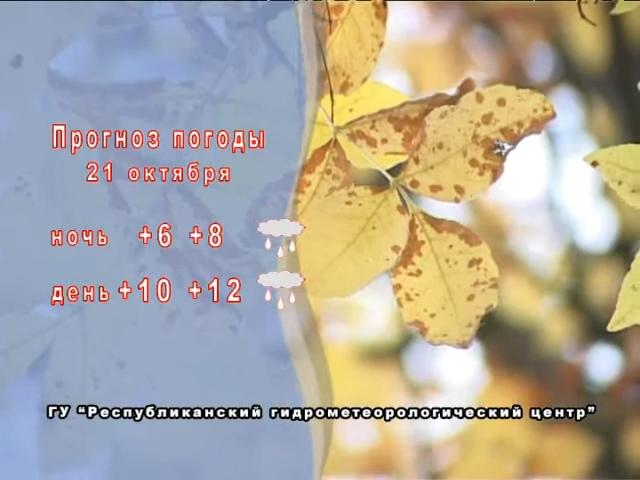 Прогноз погоды
21 октября
ночь +6 +8
день +10 +12
ГУ “Республиканский гидрометеорологический центр”